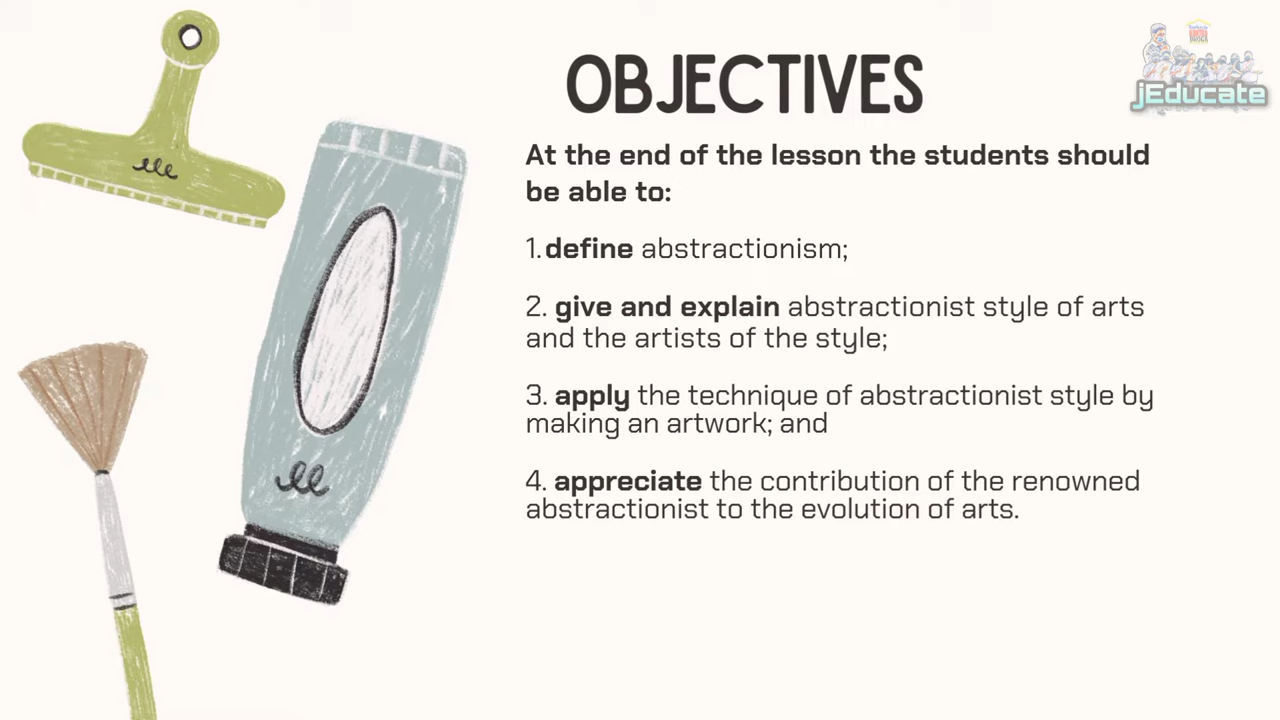 OBJECTIVES
jEducate
At the end of the lesson the students should
be able to:
1.define abstractionism;
2. give and explain abstractionist style of arts
and the artists of the style;
3. apply the technique of abstractionist style by
making an artwork; and
4. appreciate the contribution of the renowned
abstractionist to the evolution of arts.